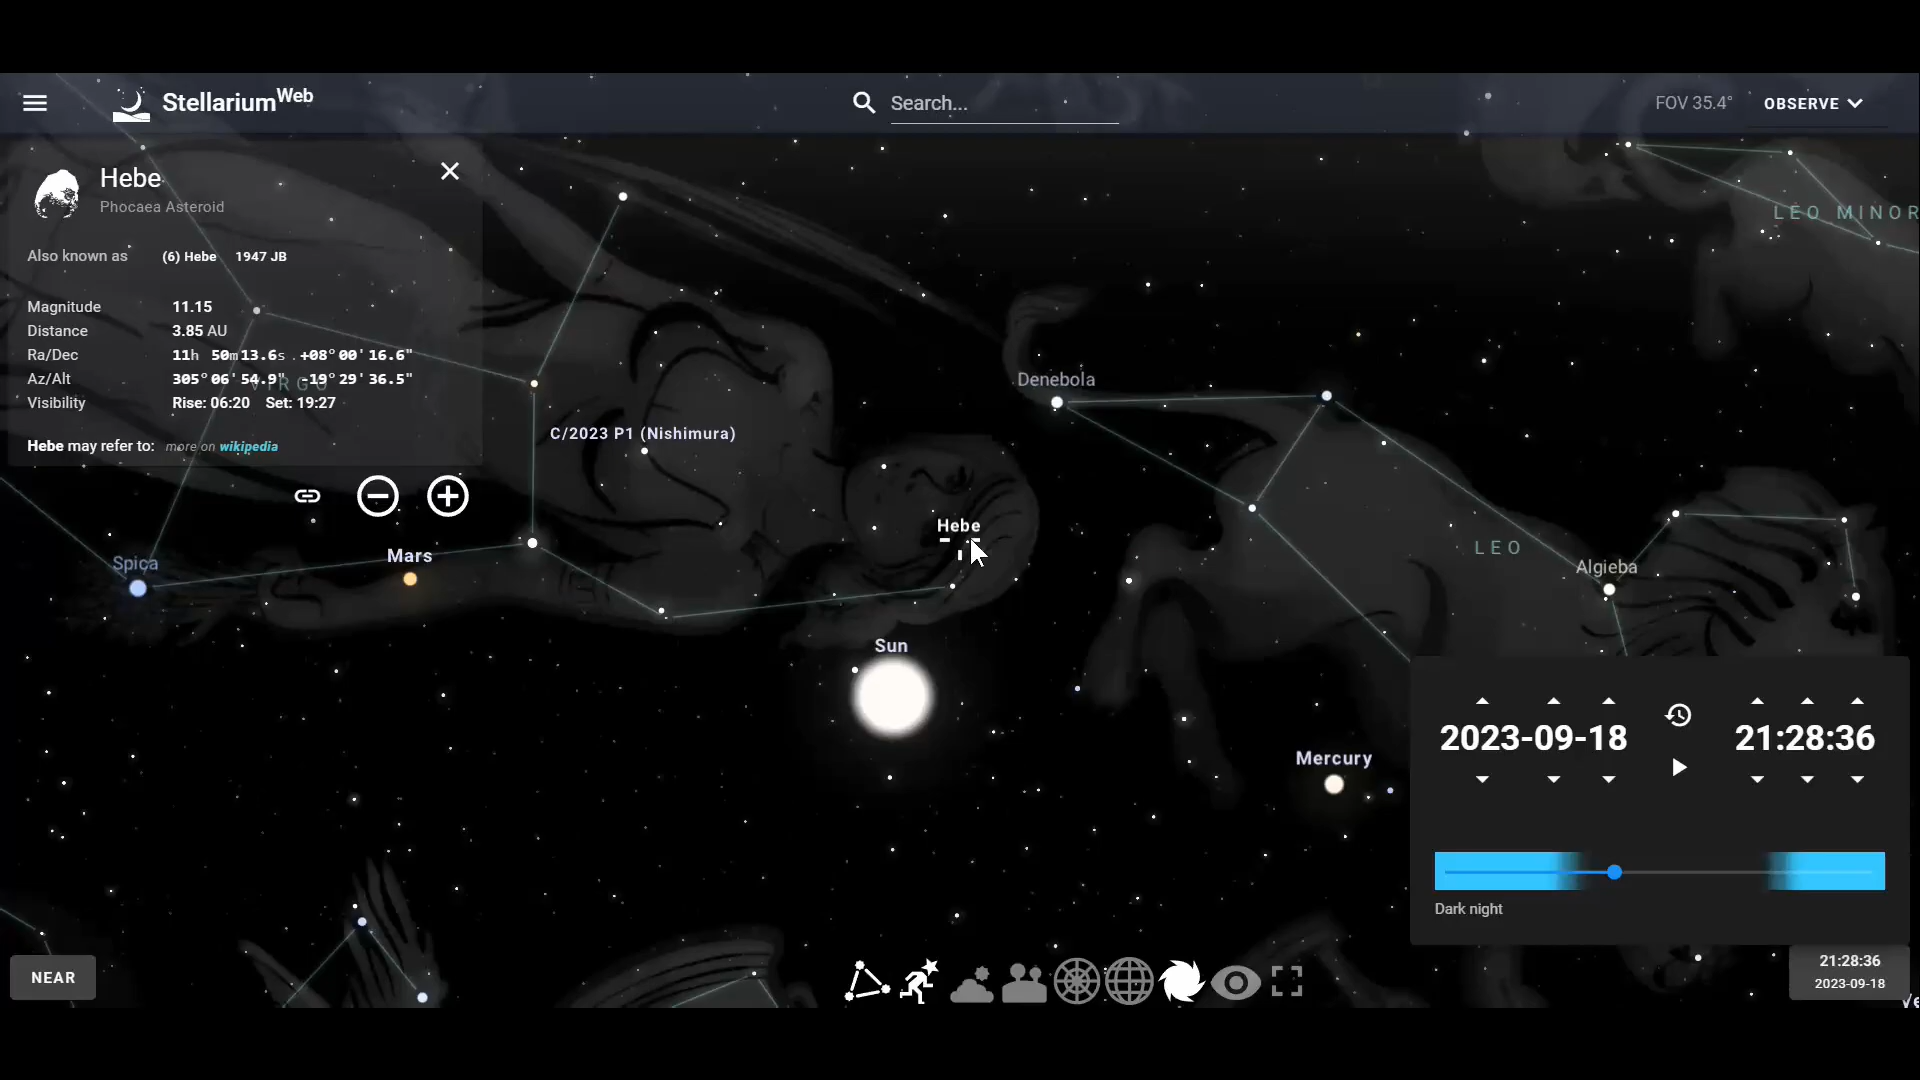 StellariumWeb
Search...
FOV 35.4°
OBSERVE
Hebe
Phocaea Asteroid
Also known as (6) Hebe 1947 JB
Magnitude 11.15
Distance 3.85 AU
Ra/Dec 11h 50m13.6s +08°00'16.6"
Az/Alt 305°06'54.9" -19°29'36.5"
VIRGO
Visibility Rise: 06:20 Set: 19:27
Hebe may refer to: more on wikipedia
LEO MINOR
Denebola
C/2023 P1 (Nishimura)
Hebe
LEO
Mars
Spica
Algieba
Sun
Mercury
2023-09-18
21:28:36
Dark night
NEAR
21:28:36
2023-09-18
Ve